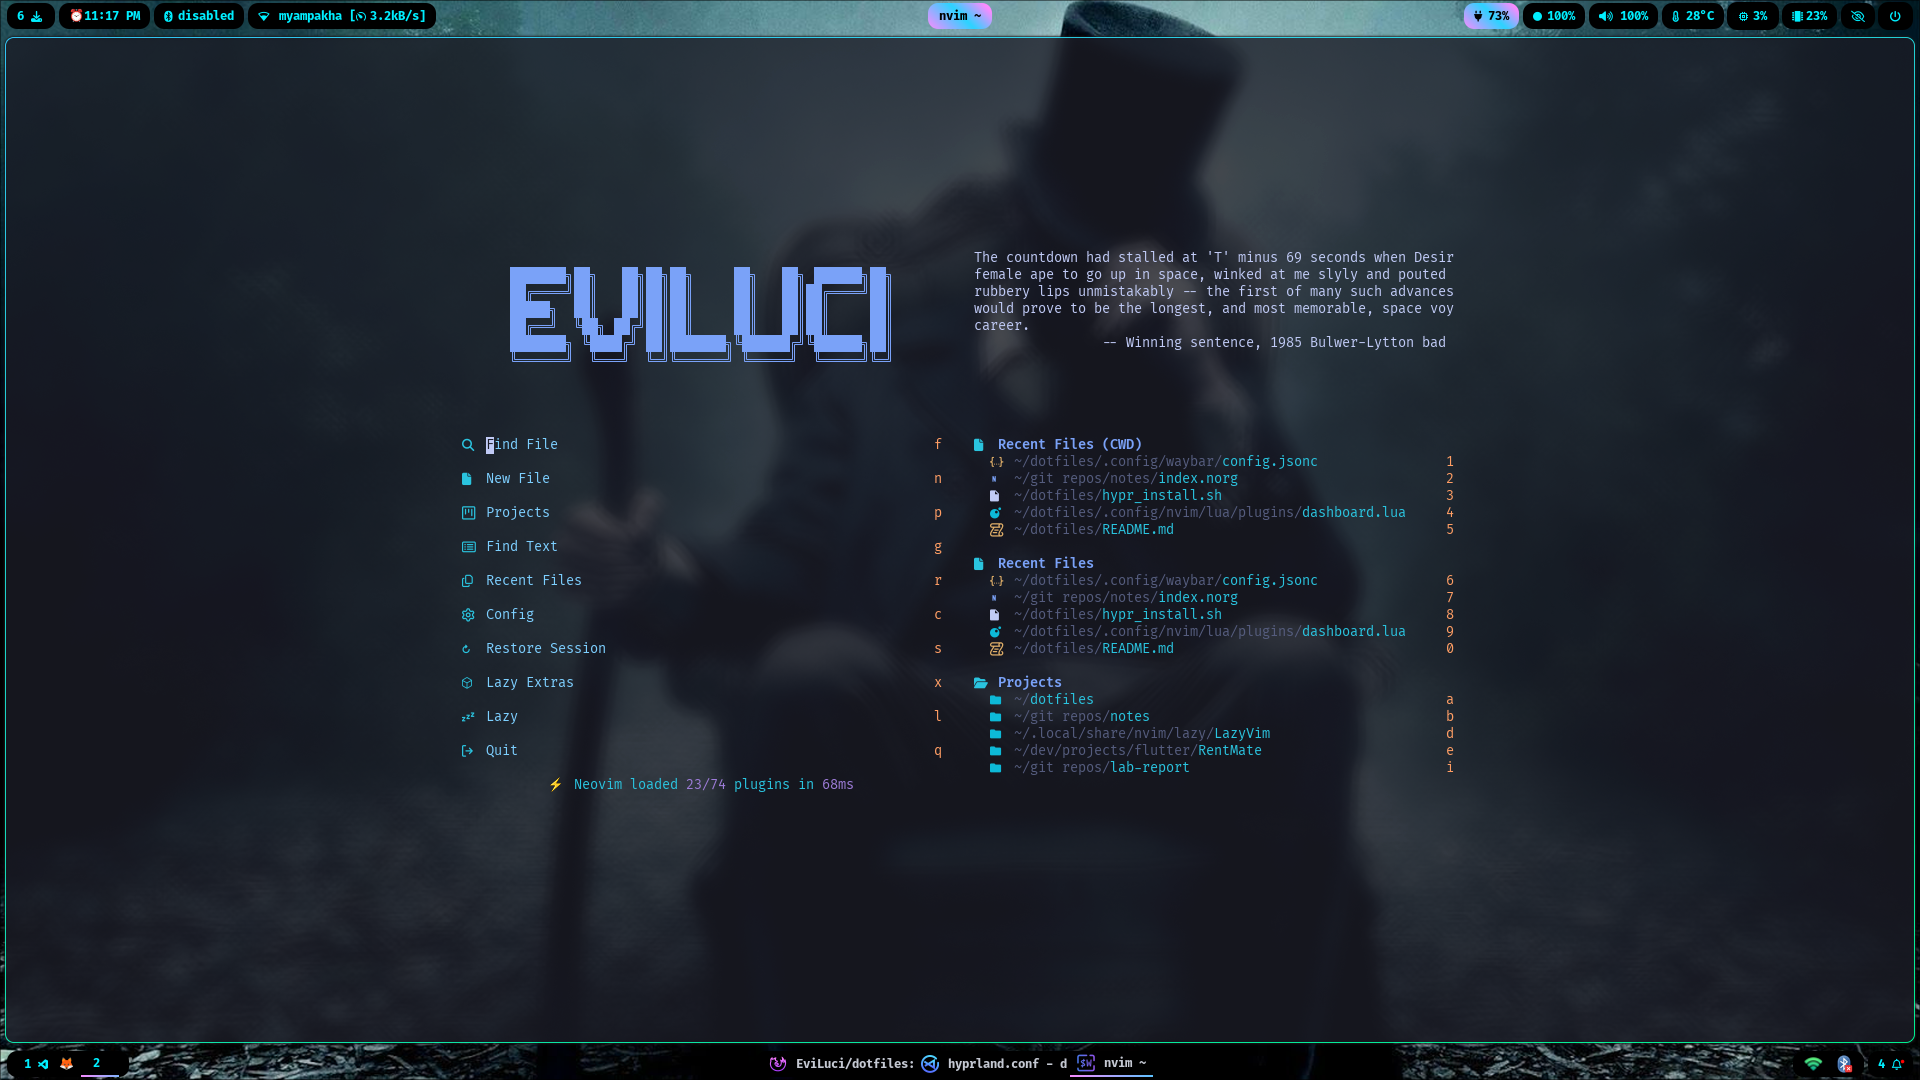 6
11:17 PM
disabled
myampakha [3.2kB/s]
nvim ~
73%
100%
100%
28°C
3%
23%
EVILUCI
The countdown had stalled at 'T' minus 69 seconds when Desir
female ape to go up in space, winked at me slyly and pouted
rubbery lips unmistakably -- the first of many such advances
would prove to be the longest, and most memorable, space voy
career.
-- Winning sentence, 1985 Bulwer-Lytton bad
Find File f
New File n
Projects p
Find Text g
Recent Files r
Config c
Restore Session s
Lazy Extras x
Lazy l
Quit q
⚡ Neovim loaded 23/74 plugins in 68ms
Recent Files (CWD)
~/dotfiles/.config/waybar/config.jsonc 1
~/git repos/notes/index.norg 2
~/dotfiles/hypr_install.sh 3
~/dotfiles/.config/nvim/lua/plugins/dashboard.lua 4
~/dotfiles/README.md 5
Recent Files
~/dotfiles/.config/waybar/config.jsonc 6
~/git repos/notes/index.norg 7
~/dotfiles/hypr_install.sh 8
~/dotfiles/.config/nvim/lua/plugins/dashboard.lua 9
~/dotfiles/README.md 0
Projects
~/dotfiles a
~/git repos/notes b
~/.local/share/nvim/lazy/LazyVim d
~/dev/projects/flutter/RentMate e
~/git repos/lab-report i
1
2
EviLuci/dotfiles:
hyprland.conf - d
nvim ~
4